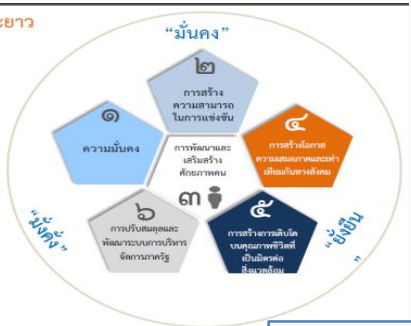 ะยาว
“มั่นคง”
๒
การสร้าง
ความสามารถ
ในการแข่งขัน
๑
ความมั่นคง
การพัฒนาและ
เสริมสร้าง
ศักยภาพคน
๓
๔
การสร้างโอกาส
ความเสมอภาคและเท่า
เทียมกันทางสังคม
“มั่งคั่ง”
๖
การปรับสมดุลและ
พัฒนาระบบการบริหาร
จัดการภาครัฐ
๕
การสร้างการเติบโต
บนคุณภาพชีวิตที่
เป็นมิตรต่อ
สิ่งแวดล้อม
“ยั่งยืน
”